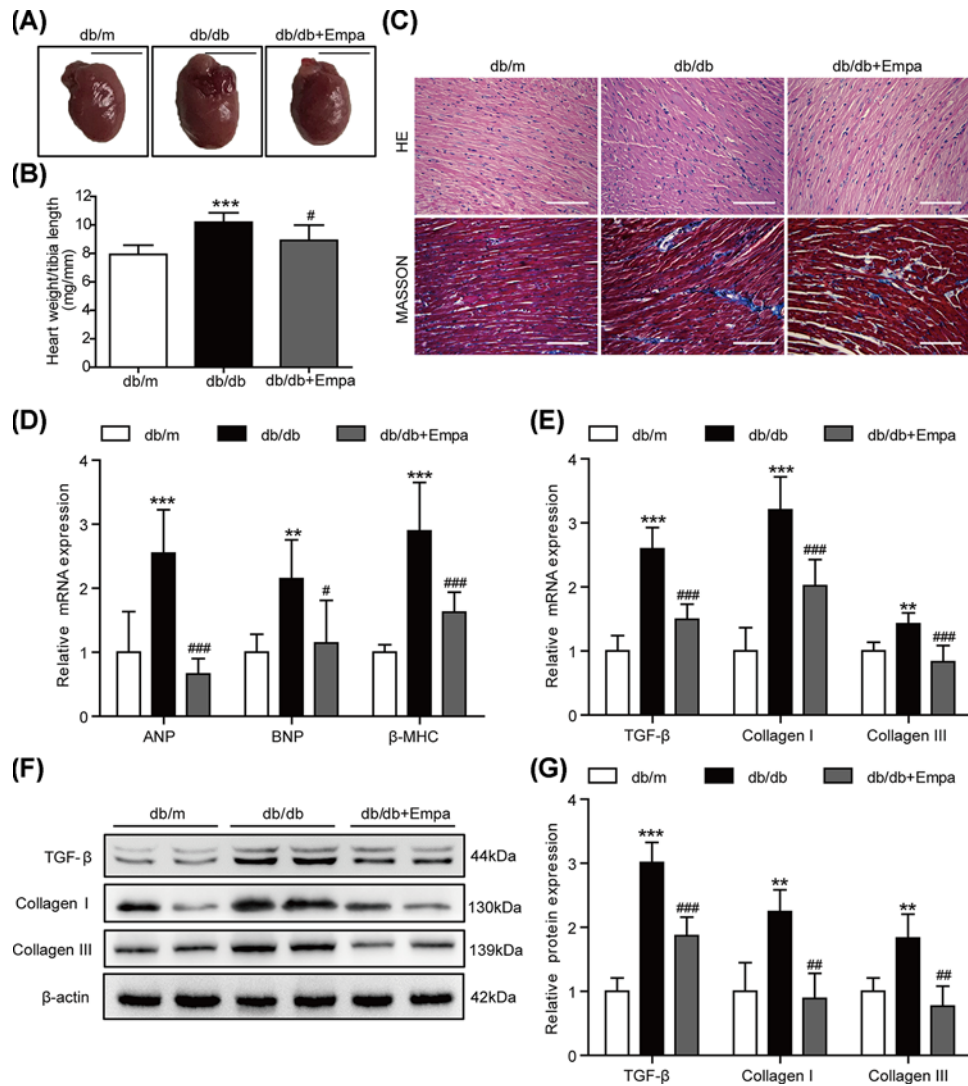 (A)
db/m db/db db/db+Empa
(B)
12
10
8
6
4
2
0
Heart weight/tibia length
(mg/mm)
***
#
db/m db/db db/db+Empa
(C)
db/m db/db db/db+Empa
HE
MASSON
(D)
db/m db/db db/db+Empa
4
3
2
1
0
Relative mRNA expression
*** ** ***
### # ###
ANP BNP β-MHC
(E)
db/m db/db db/db+Empa
4
3
2
1
0
Relative mRNA expression
*** *** **
### ### ###
TGF-β Collagen I Collagen III
(F)
db/m db/db db/db+Empa
TGF-β 44kDa
Collagen I 130kDa
Collagen III 139kDa
β-actin 42kDa
(G)
db/m db/db db/db+Empa
4
3
2
1
0
Relative protein expression
*** ** **
### ## ##
TGF-β Collagen I Collagen III